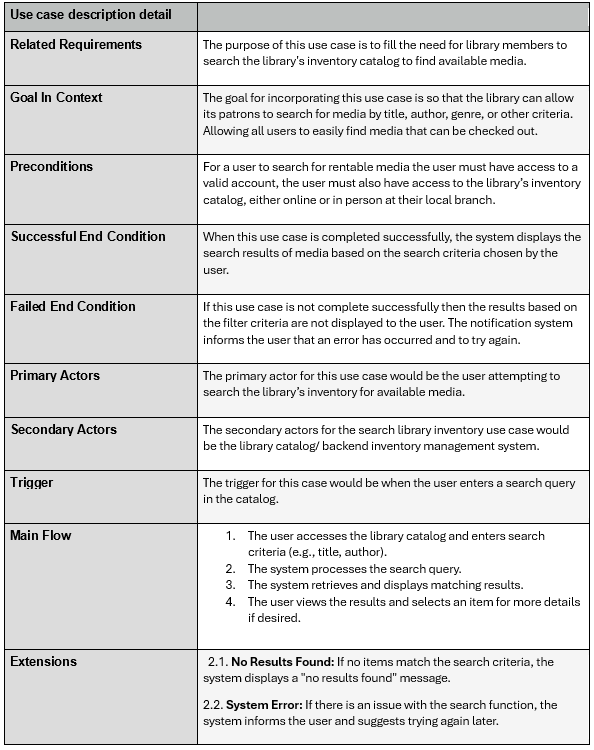 Use case description detail
Related Requirements
The purpose of this use case is to fill the need for library members to
search the library's inventory catalog to find available media.
Goal In Context
The goal for incorporating this use case is so that the library can allow
its patrons to search for media by title, author, genre, or other criteria.
Allowing all users to easily find media that can be checked out.
Preconditions
For a user to search for rentable media the user must have access to a
valid account, the user must also have access to the library's inventory
catalog, either online or in person at their local branch.
Successful End Condition
When this use case is completed successfully, the system displays the
search results of media based on the search criteria chosen by the
user.
Failed End Condition
If this use case is not complete successfully then the results based on
the filter criteria are not displayed to the user. The notification system
informs the user that an error has occurred and to try again.
Primary Actors
The primary actor for this use case would be the user attempting to
search the library's inventory for available media.
Secondary Actors
The secondary actors for the search library inventory use case would
be the library catalog/ backend inventory management system.
Trigger
The trigger for this case would be when the user enters a search query
in the catalog.
Main Flow
1. The user accesses the library catalog and enters search
criteria (e.g., title, author).
2. The system processes the search query.
3. The system retrieves and displays matching results.
4. The user views the results and selects an item for more details
if desired.
Extensions
2.1. No Results Found: If no items match the search criteria, the
system displays a "no results found" message.
2.2. System Error: If there is an issue with the search function, the
system informs the user and suggests trying again later.